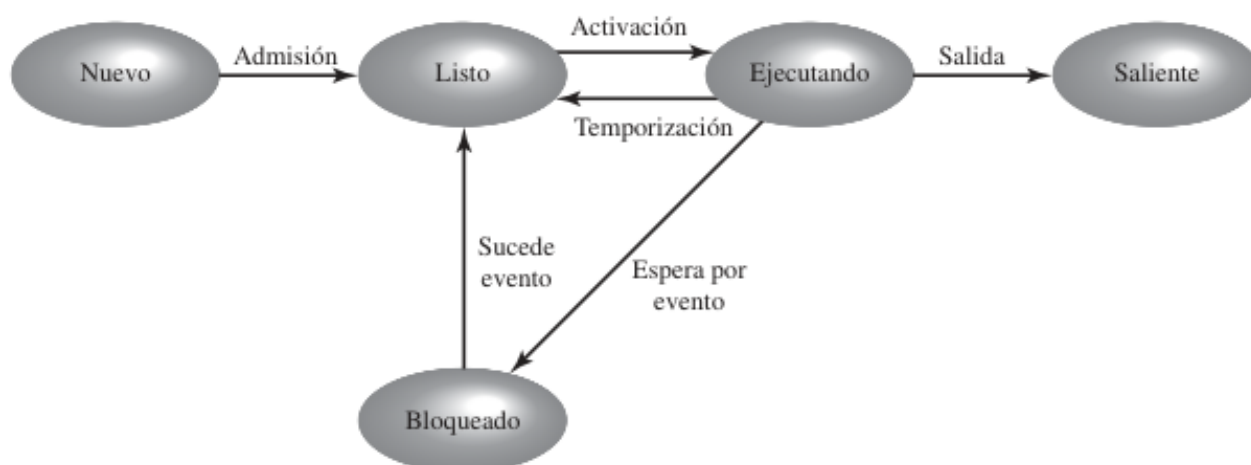 Nuevo
Admisión
Listo
Activación
Temporización
Ejecutando
Salida
Saliente
Sucede
evento
Espera por
evento
Bloqueado